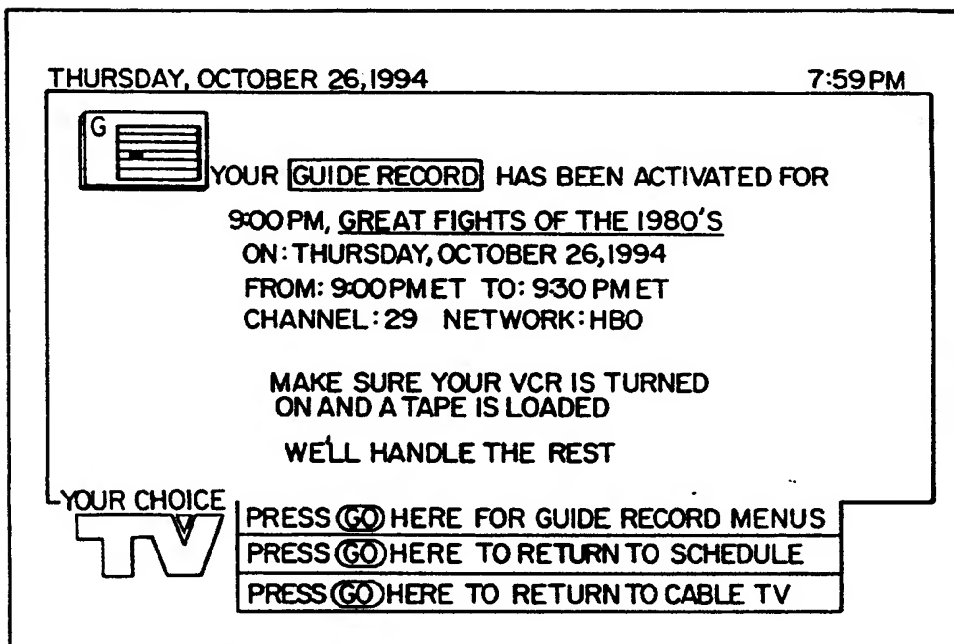 THURSDAY, OCTOBER 26, 1994 7:59 PM
G
YOUR GUIDE RECORD HAS BEEN ACTIVATED FOR
9:00 PM, GREAT FIGHTS OF THE 1980'S
ON: THURSDAY, OCTOBER 26, 1994
FROM: 9:00 PM ET TO: 9:30 PM ET
CHANNEL: 29 NETWORK: HBO
MAKE SURE YOUR VCR IS TURNED
ON AND A TAPE IS LOADED
WE'LL HANDLE THE REST
YOUR CHOICE
TV
PRESS GO HERE FOR GUIDE RECORD MENUS
PRESS GO HERE TO RETURN TO SCHEDULE
PRESS GO HERE TO RETURN TO CABLE TV